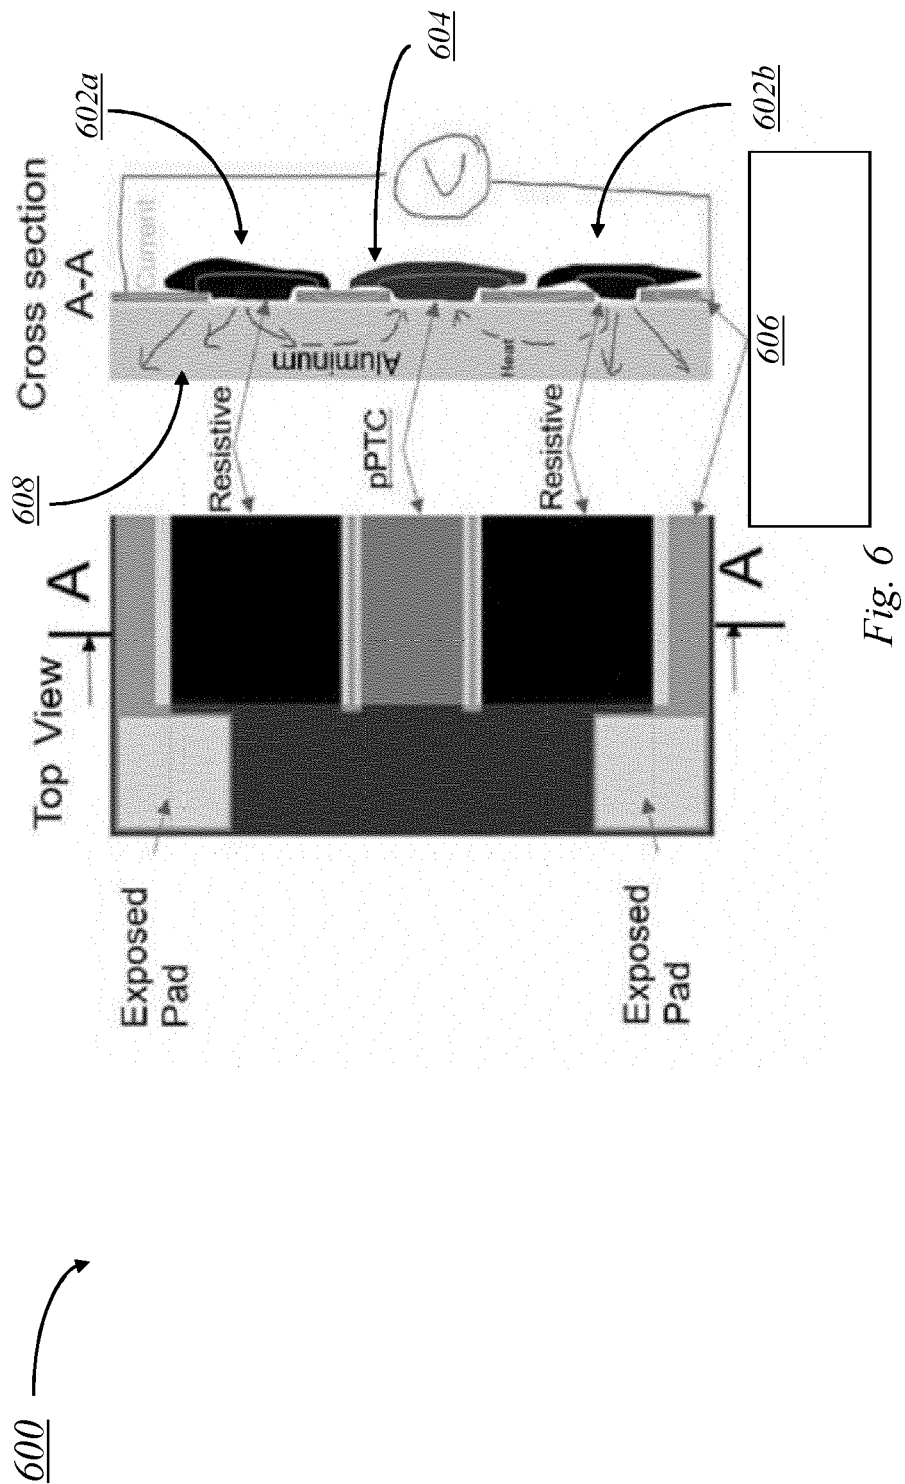 600
Top View
Cross section
A-A
608
602a
604
602b
606
A
A
Exposed
Pad
Exposed
Pad
Resistive
pPTC
Resistive
Current
Aluminum
Heat
V
Fig. 6